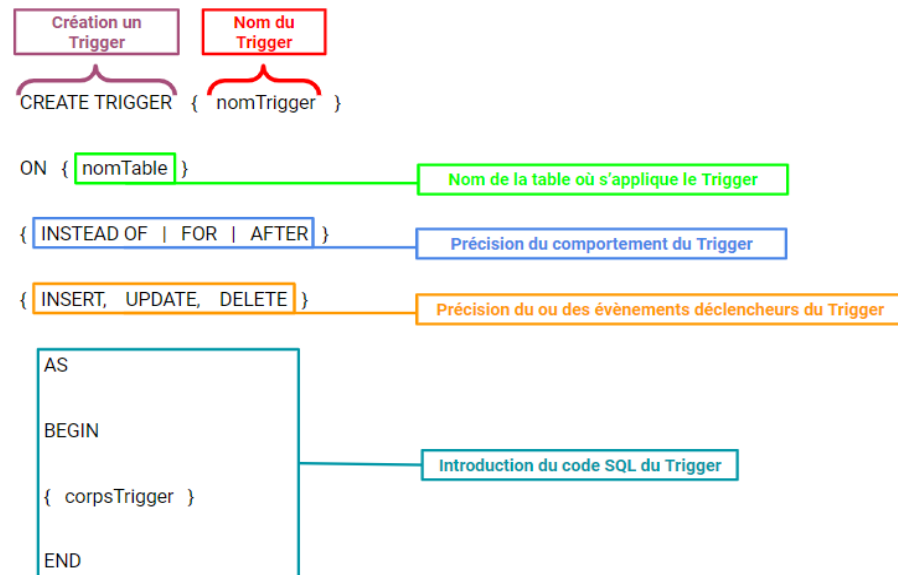 Création un
Trigger
Nom du
Trigger
CREATE TRIGGER { nomTrigger }
ON { nomTable }
Nom de la table où s'applique le Trigger
{ INSTEAD OF | FOR | AFTER }
Précision du comportement du Trigger
{ INSERT, UPDATE, DELETE }
Précision du ou des évènements déclencheurs du Trigger
AS
BEGIN
Introduction du code SQL du Trigger
{ corpsTrigger }
END